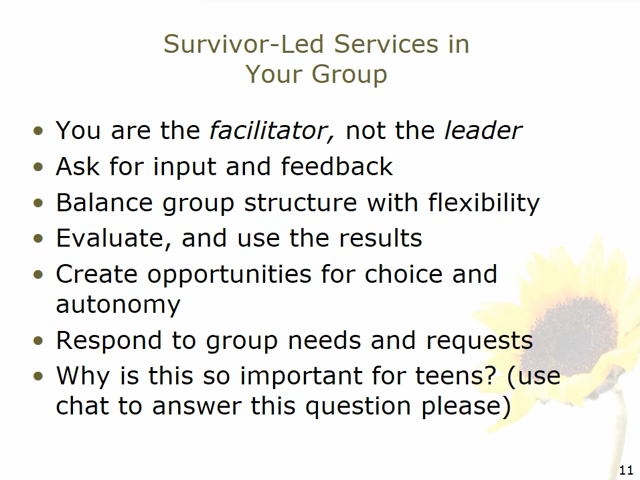 Survivor-Led Services in
Your Group
• You are the facilitator, not the leader
• Ask for input and feedback
• Balance group structure with flexibility
• Evaluate, and use the results
• Create opportunities for choice and
autonomy
• Respond to group needs and requests
• Why is this so important for teens? (use
chat to answer this question please)
11